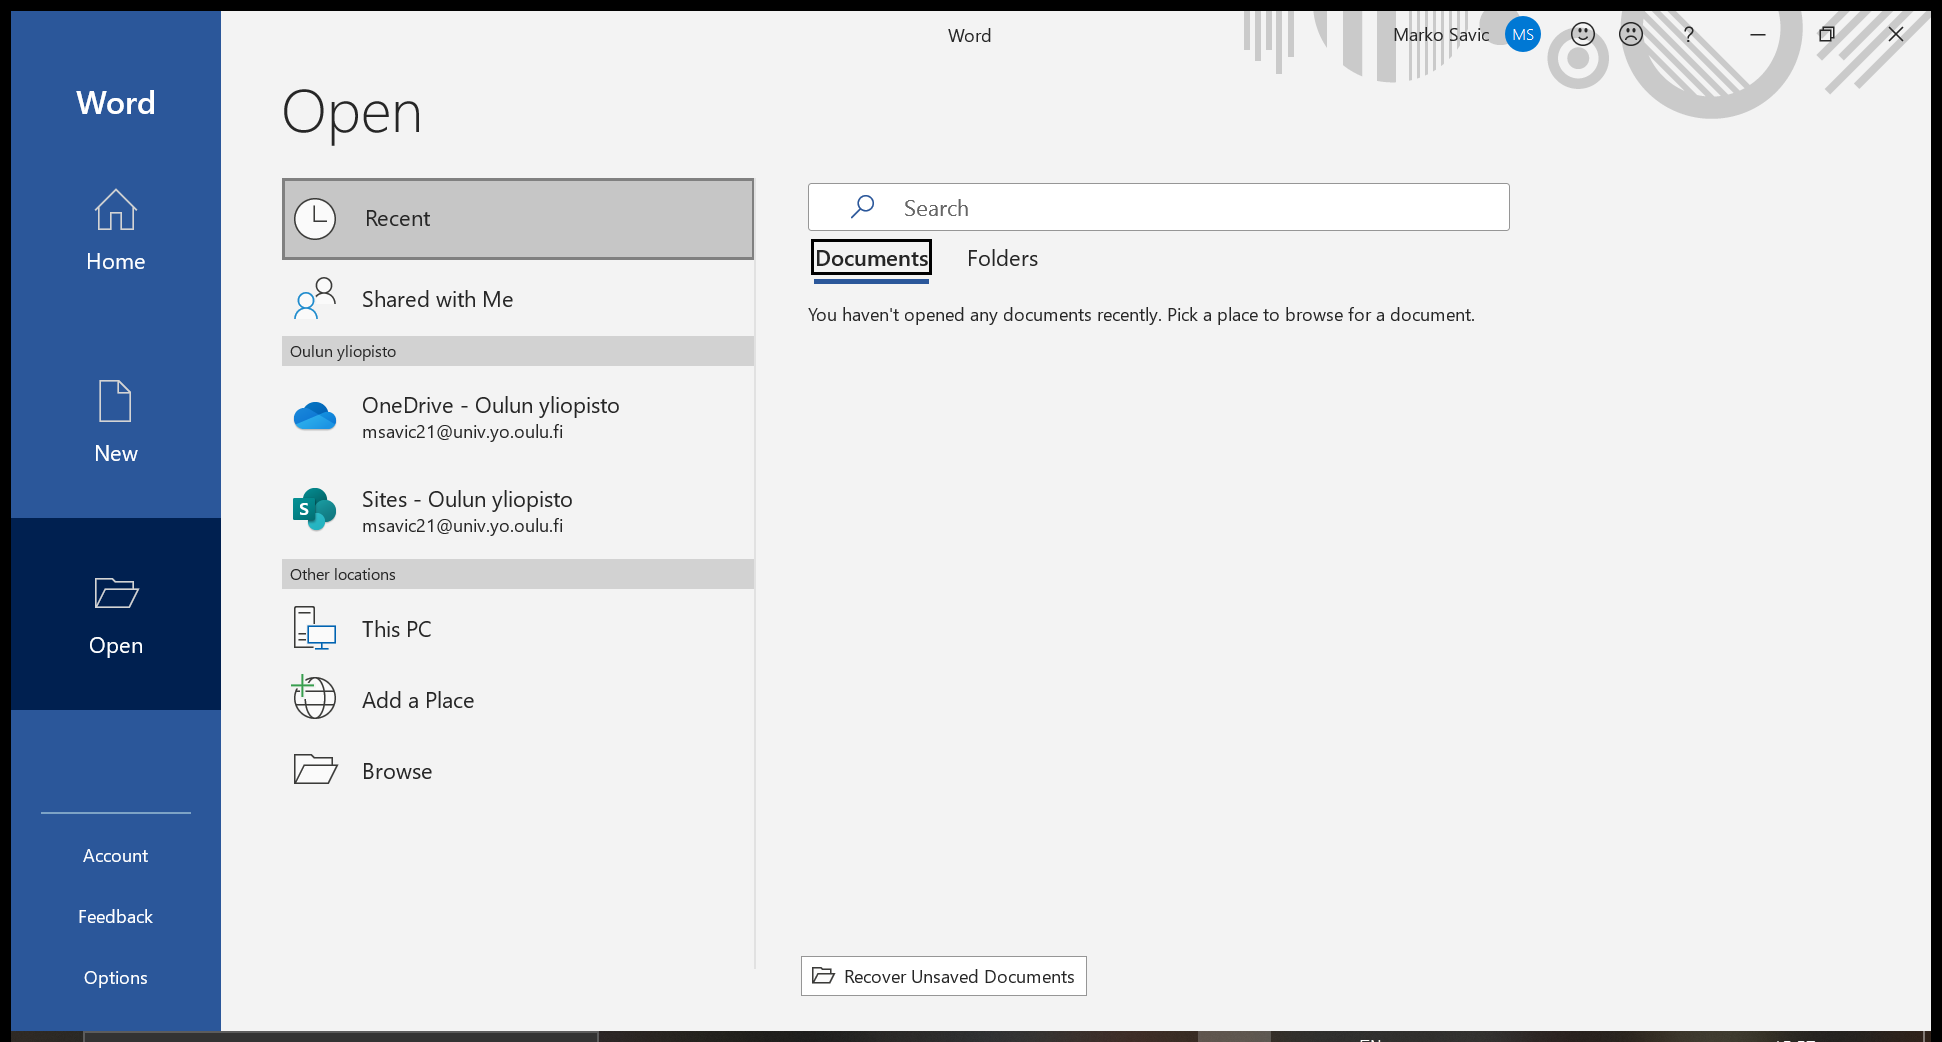 Word
Marko Savic
MS
?
Word
Home
New
Open
Account
Feedback
Options
Open
Recent
Shared with Me
Oulun yliopisto
OneDrive - Oulun yliopisto
msavic21@univ.yo.oulu.fi
S
Sites - Oulun yliopisto
msavic21@univ.yo.oulu.fi
Other locations
This PC
Add a Place
Browse
Search
Documents Folders
You haven't opened any documents recently. Pick a place to browse for a document.
Recover Unsaved Documents